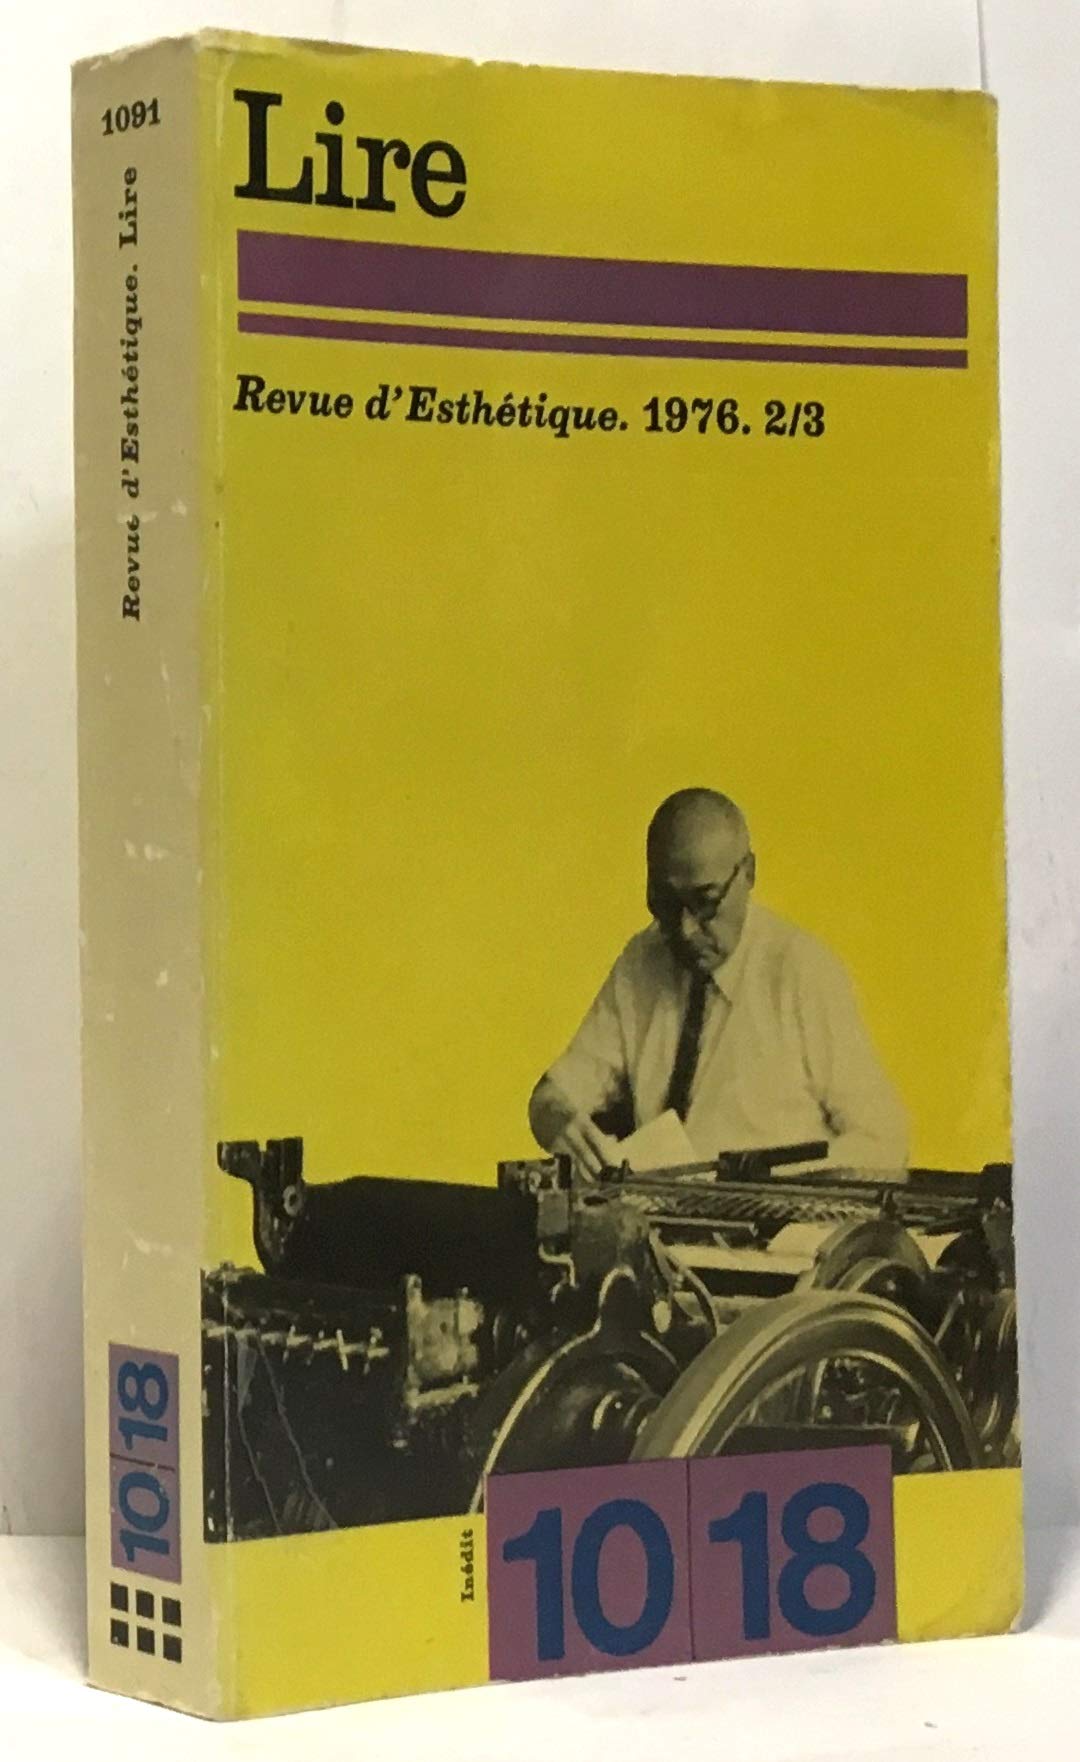 1091
Revue d'Esthétique. Lire
10|18
Lire
Revue d'Esthétique. 1976. 2/3
Inédit
10 18